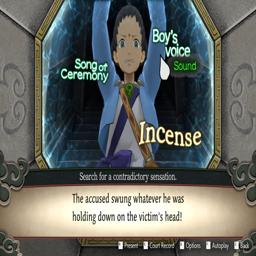 Boy's
voice
Sound
Song of
Ceremony
Incense
Search for a contradictory sensation.
The accused swung whatever he was
holding down on the victim's head!
Present Court Record Options Autoplay Back